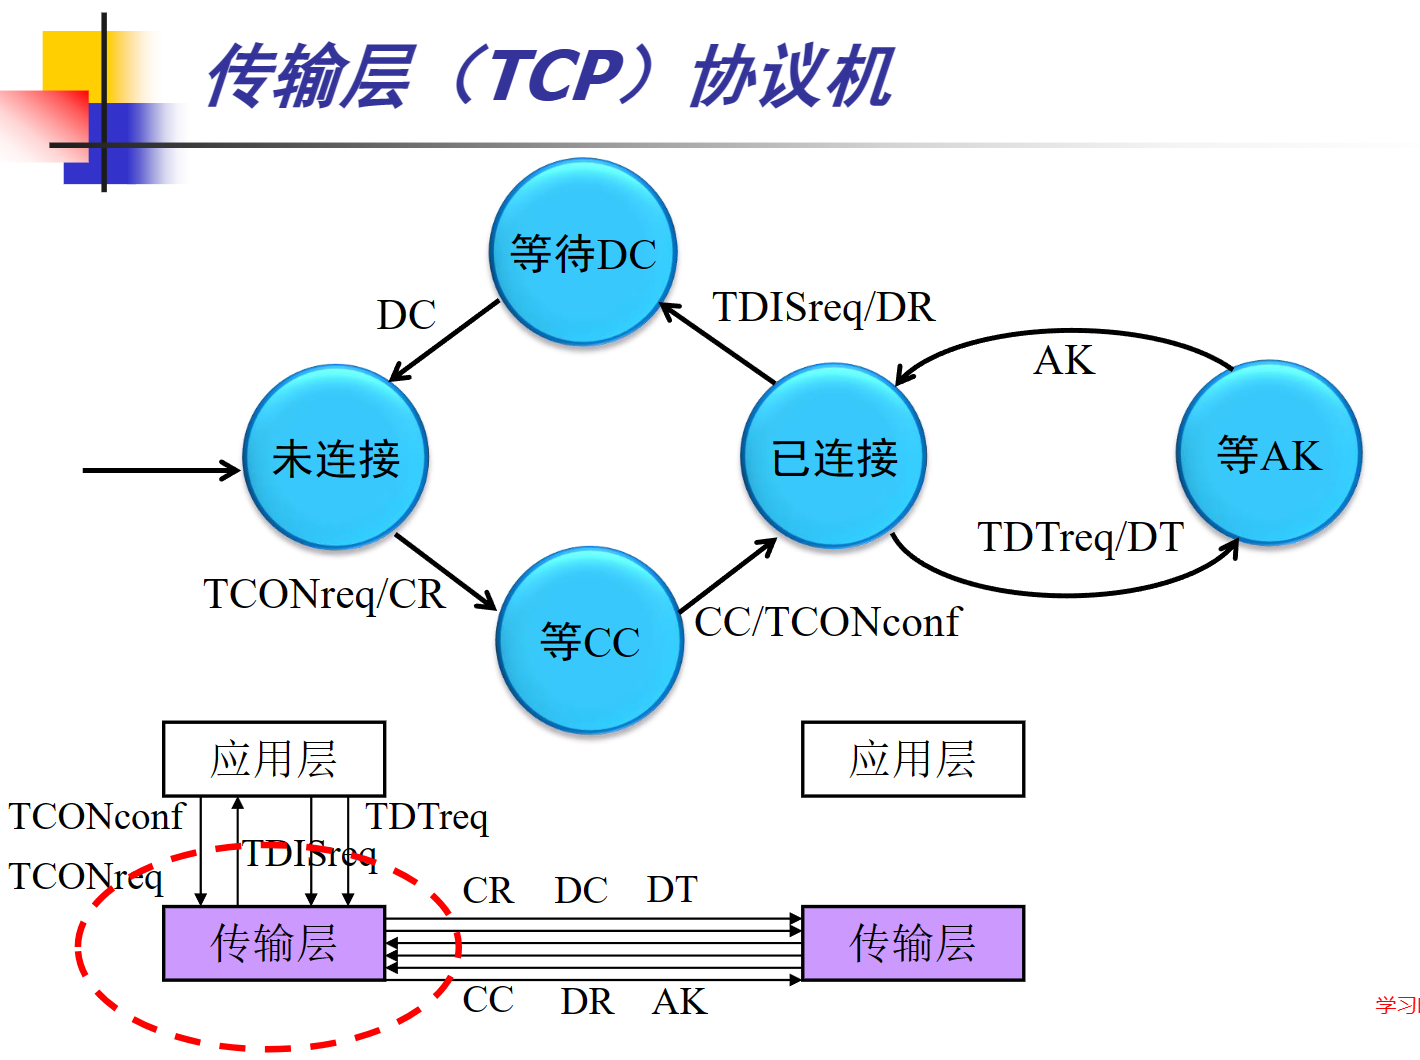 传输层（TCP）协议机
等待DC
DC
TDISreq/DR
AK
未连接
已连接
等AK
TCONreq/CR
TDTreq/DT
等CC
CC/TCONconf
应用层
应用层
TCONconf
TDTreq
TDISreq
TCONreq
CR DC DT
传输层
传输层
CC DR AK
学习